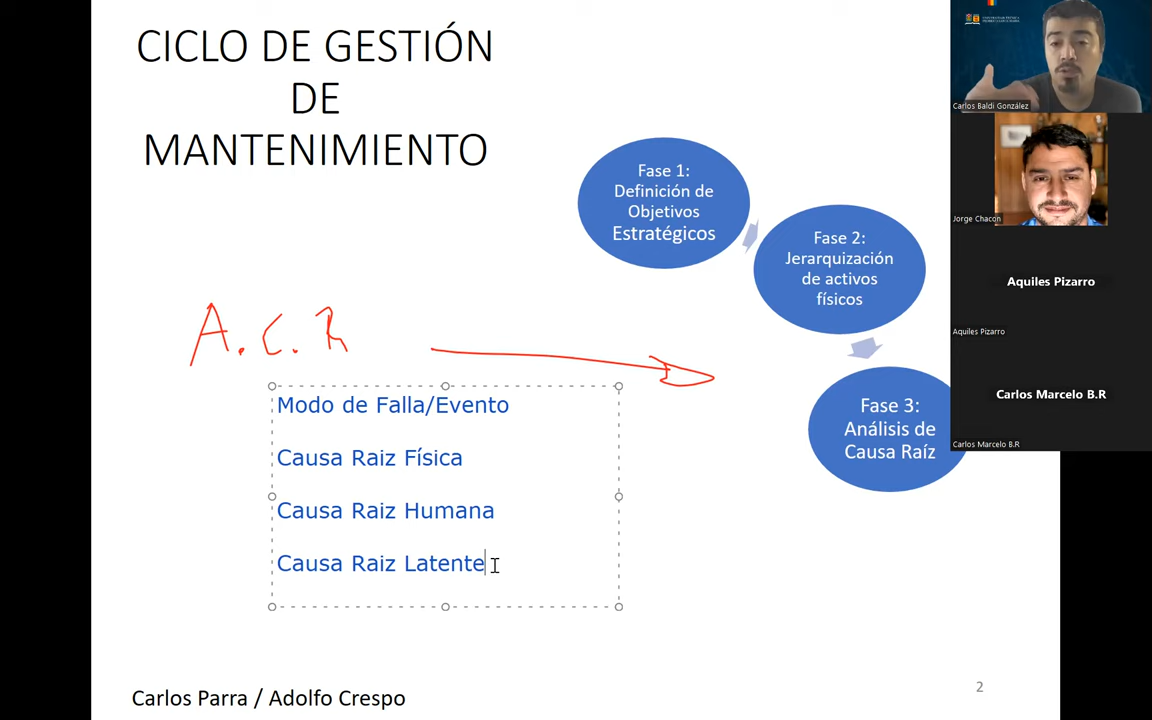 CICLO DE GESTIÓN
DE
MANTENIMIENTO
Fase 1:
Definición de
Objetivos
Estratégicos
Fase 2:
Jerarquización
de activos
físicos
A.C.R
Fase 3:
Análisis de
Causa Raíz
Modo de Falla/Evento
Causa Raiz Física
Causa Raiz Humana
Causa Raiz Latente
Carlos Parra / Adolfo Crespo
2
Carlos Baldi González
Jorge Chacon
Aquiles Pizarro
Aquiles Pizarro
Carlos Marcelo B.R
Carlos Marcelo B.R